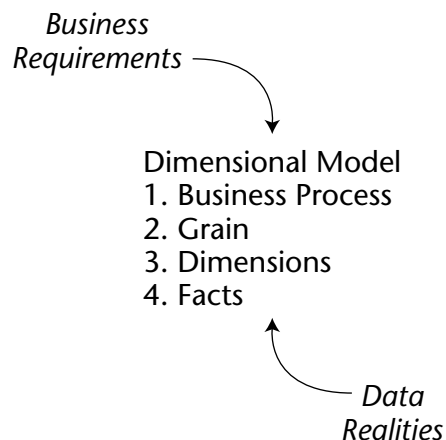 Business
Requirements
Dimensional Model
1. Business Process
2. Grain
3. Dimensions
4. Facts
Data
Realities